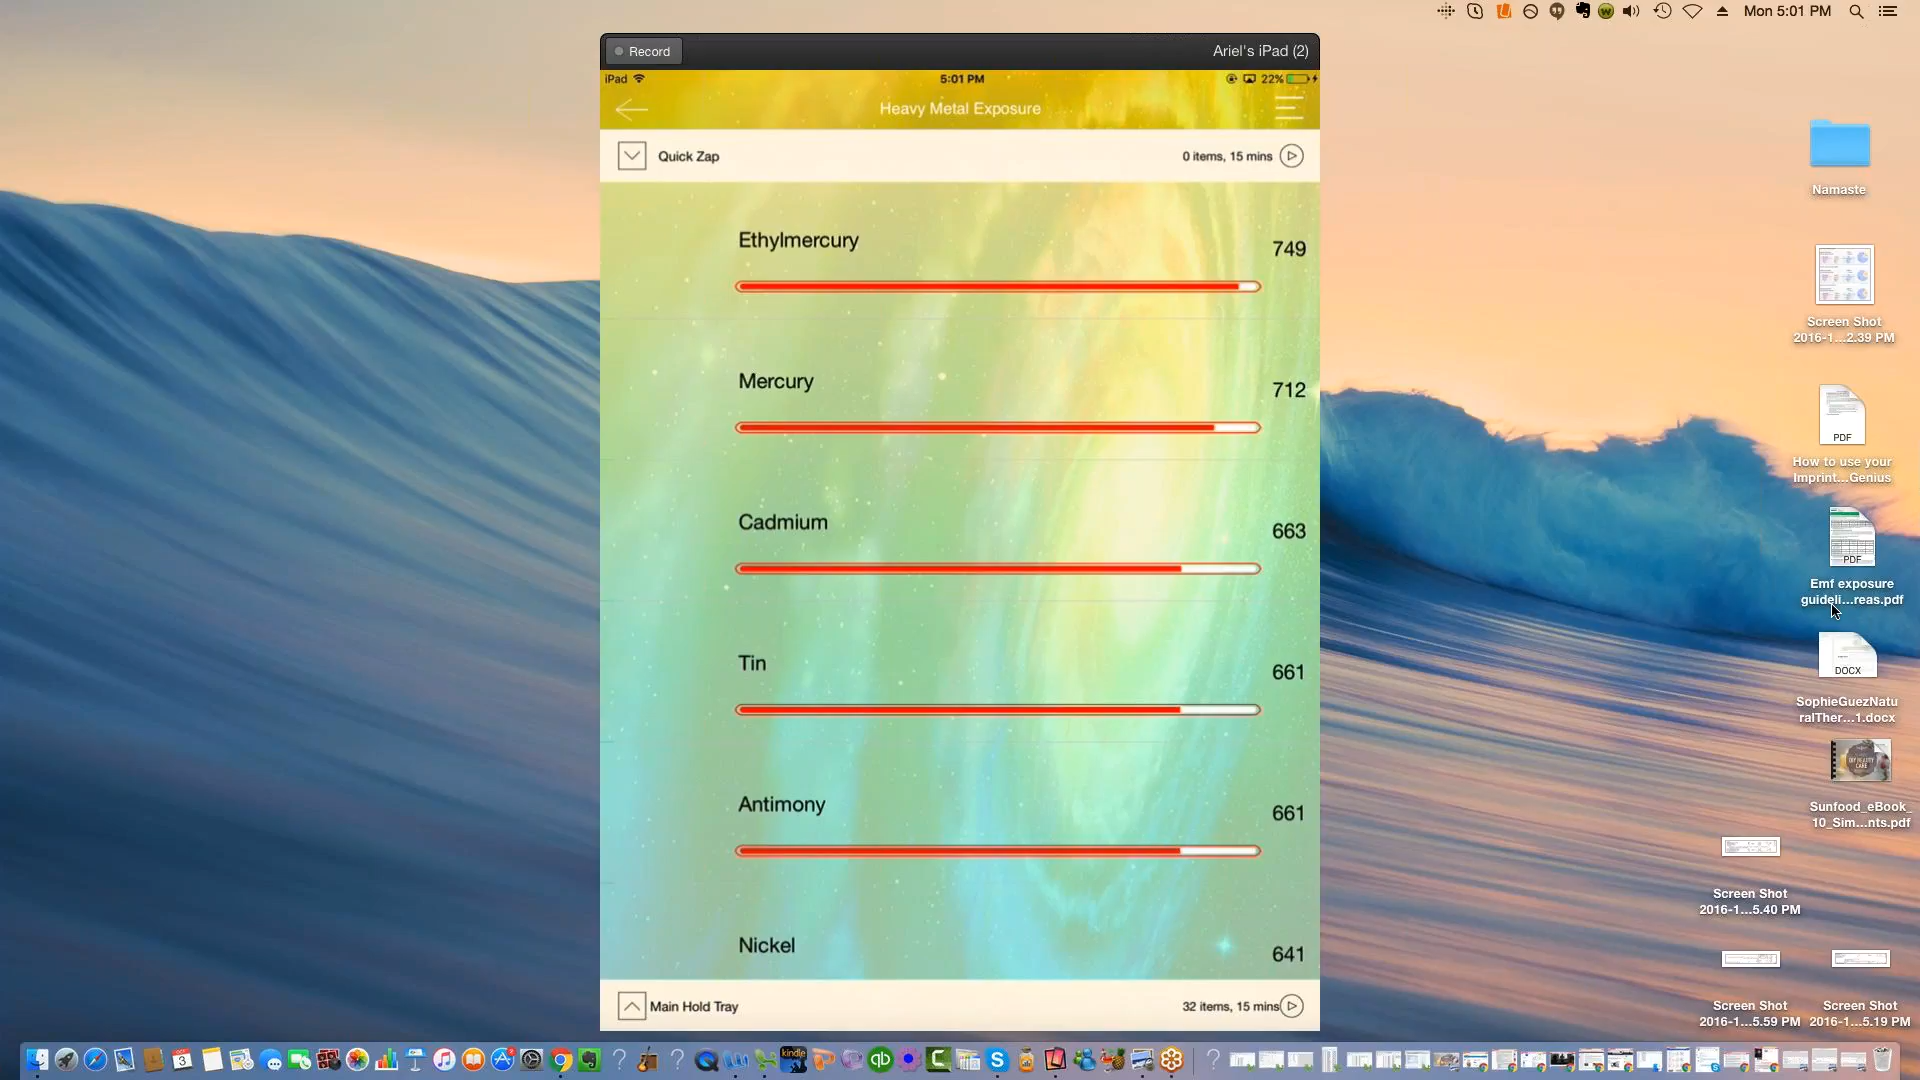 Mon 5:01 PM
Record
Ariel's iPad (2)
iPad
5:01 PM
22%
Heavy Metal Exposure
Quick Zap
0 items, 15 mins
Ethylmercury
749
Mercury
712
Cadmium
663
Tin
661
Antimony
661
Nickel
641
Main Hold Tray
32 items, 15 mins
Namaste
Screen Shot
2016-1...2.39 PM
PDF
How to use your
Imprint...Genius
PDF
Emf exposure
guideli...reas.pdf
DOCX
SophieGuezNatu
ralTher...1.docx
Sunfood_eBook_
10_Sim...nts.pdf
Screen Shot
2016-1...5.40 PM
Screen Shot
2016-1...5.59 PM
Screen Shot
2016-1...5.19 PM
kindle
qb